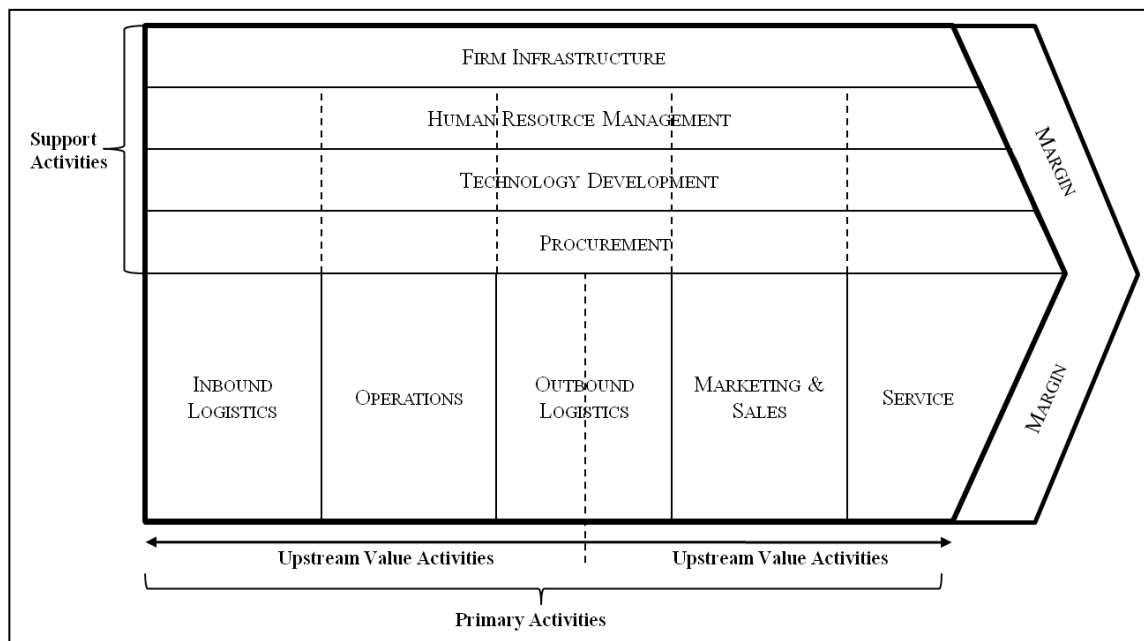 FIRM INFRASTRUCTURE
HUMAN RESOURCE MANAGEMENT
TECHNOLOGY DEVELOPMENT
PROCUREMENT
Support
Activities
INBOUND
LOGISTICS
OPERATIONS
OUTBOUND
LOGISTICS
MARKETING &
SALES
SERVICE
MARGIN
MARGIN
Upstream Value Activities
Upstream Value Activities
Primary Activities